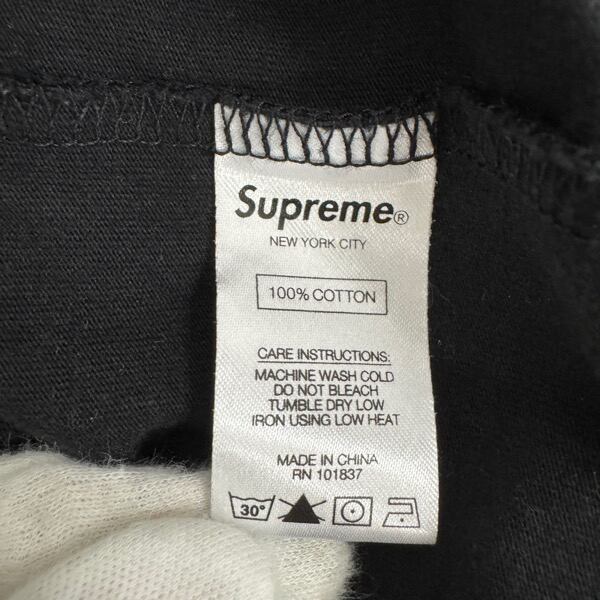 Supreme®
NEW YORK CITY
100% COTTON
CARE INSTRUCTIONS:
MACHINE WASH COLD
DO NOT BLEACH
TUMBLE DRY LOW
IRON USING LOW HEAT
MADE IN CHINA
RN 101837
30°